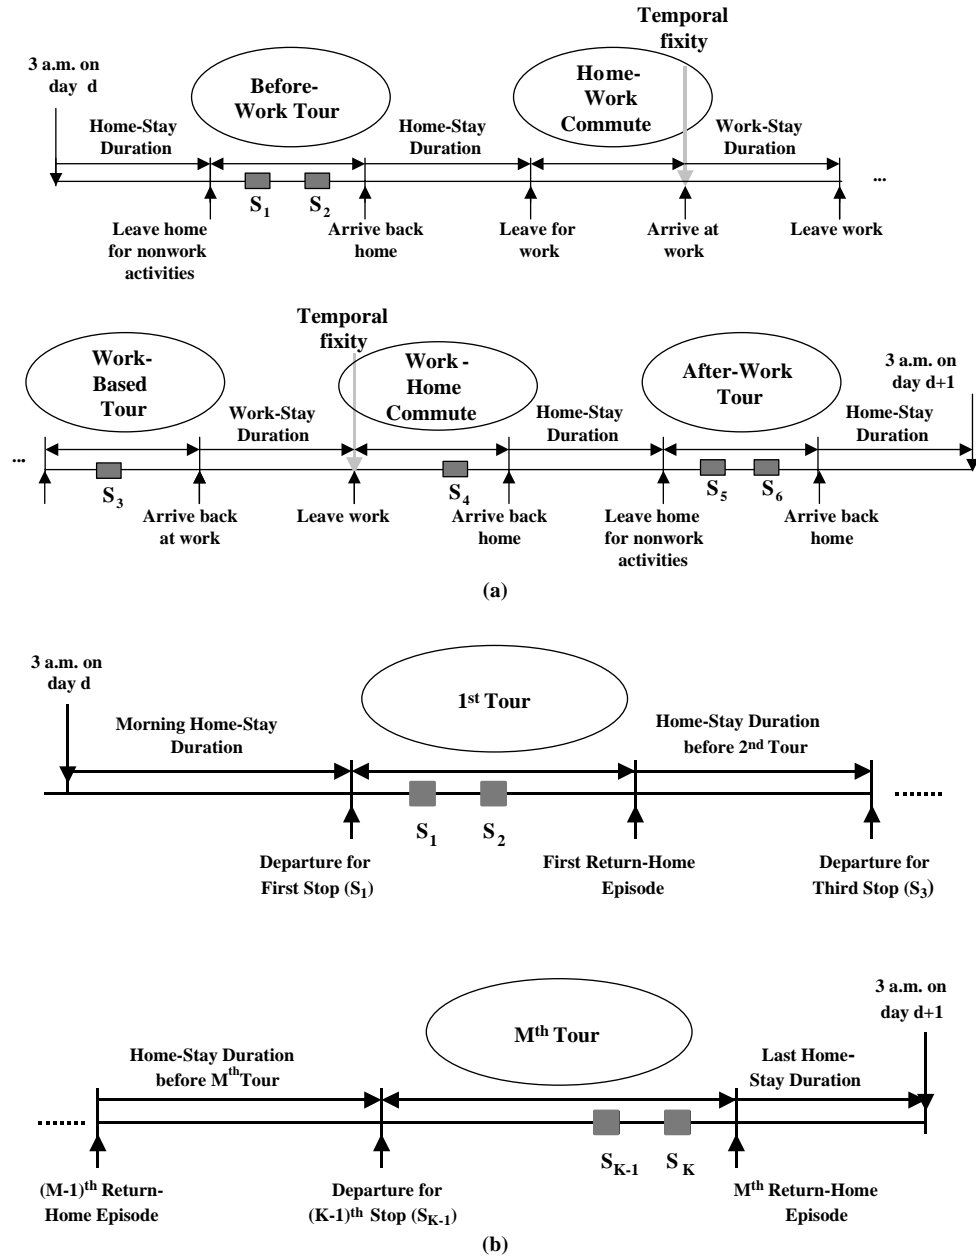 3 a.m. on
day d
Before-
Work Tour
Temporal
fixity
Home-
Work
Commute
Home-Stay
Duration
Home-Stay
Duration
Work-Stay
Duration
...
S1
S2
Leave home
for nonwork
activities
Arrive back
home
Leave for
work
Arrive at
work
Leave work
Work-
Based
Tour
Temporal
fixity
Work -
Home
Commute
After-Work
Tour
3 a.m. on
day d+1
Work-Stay
Duration
Home-Stay
Duration
Home-Stay
Duration
...
S3
S4
S5
S6
Arrive back
at work
Leave work
Arrive back
home
Leave home
for nonwork
activities
Arrive back
home
(a)
3 a.m. on
day d
1st Tour
Morning Home-Stay
Duration
Home-Stay Duration
before 2nd Tour
S1
S2
Departure for
First Stop (S1)
First Return-Home
Episode
Departure for
Third Stop (S3)
3 a.m. on
day d+1
Mth Tour
Home-Stay Duration
before Mth Tour
Last Home-
Stay Duration
SK-1
SK
(M-1)th Return-
Home Episode
Departure for
(K-1)th Stop (SK-1)
Mth Return-Home
Episode
(b)